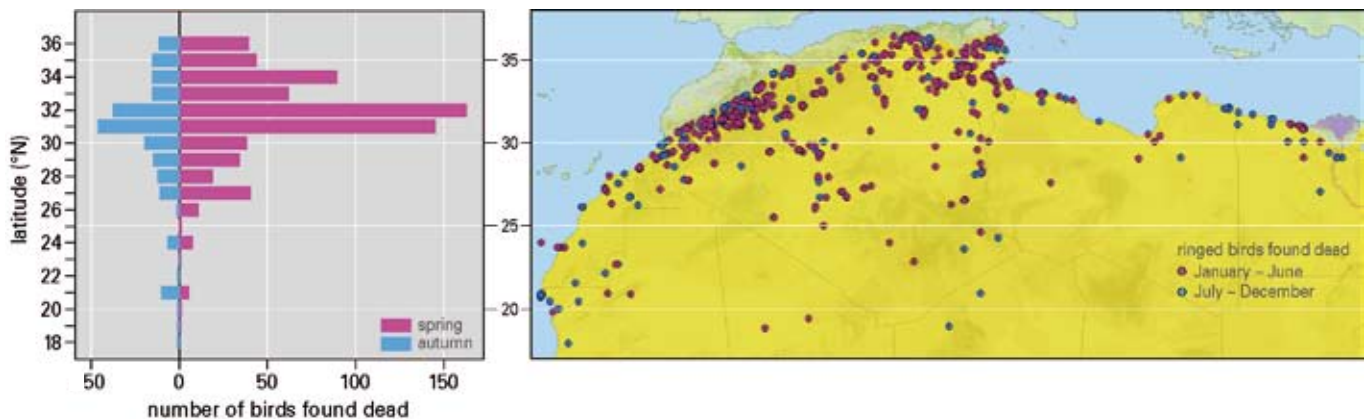 36
34
32
30
28
26
24
22
20
18
latitude (°N)
50 0 50 100 150
number of birds found dead
spring
autumn
35
30
25
20
ringed birds found dead
January – June
July – December